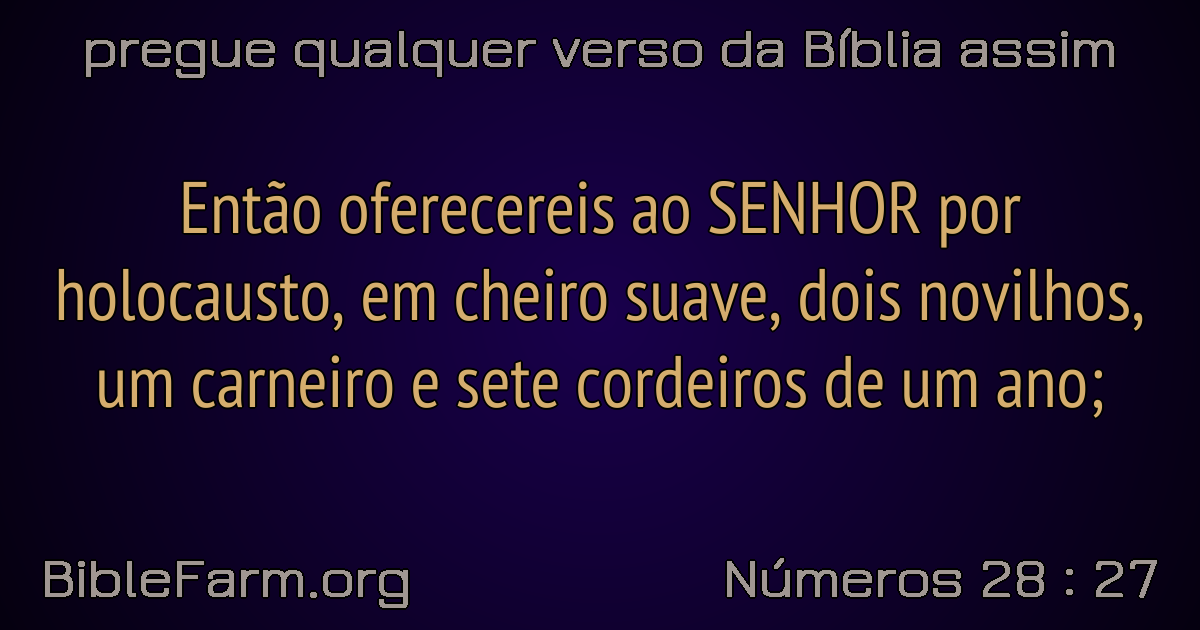 pregue qualquer verso da Bíblia assim
Então oferecereis ao SENHOR por
holocausto, em cheiro suave, dois novilhos,
um carneiro e sete cordeiros de um ano;
BibleFarm.org
Números 28 : 27